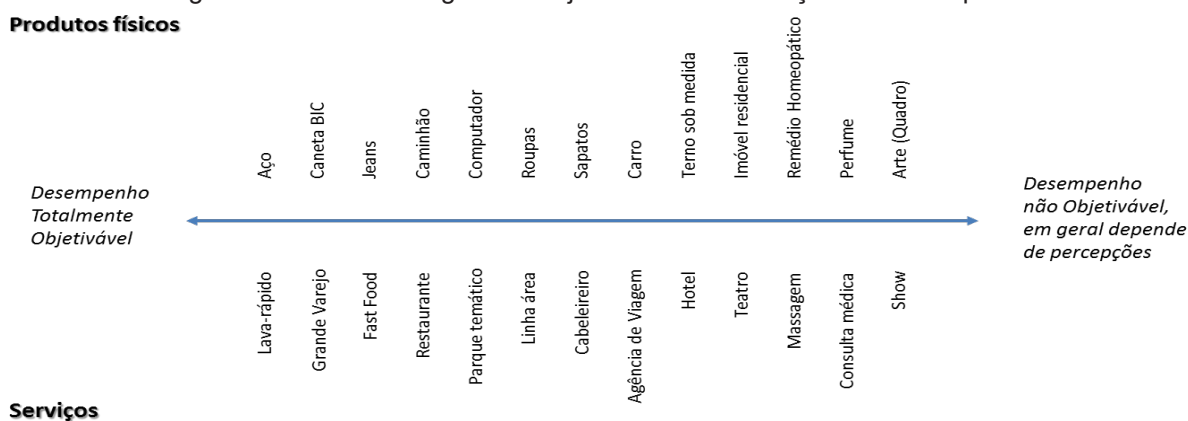 Produtos físicos
Aço
Caneta BIC
Jeans
Caminhão
Computador
Roupas
Sapatos
Carro
Terno sob medida
Imóvel residencial
Remédio Homeopático
Perfume
Arte (Quadro)
Desempenho
Totalmente
Objetivável
Desempenho
não Objetivável,
em geral depende
de percepções
Lava-rápido
Grande Varejo
Fast Food
Restaurante
Parque temático
Linha área
Cabeleireiro
Agência de Viagem
Hotel
Teatro
Massagem
Consulta médica
Show
Serviços